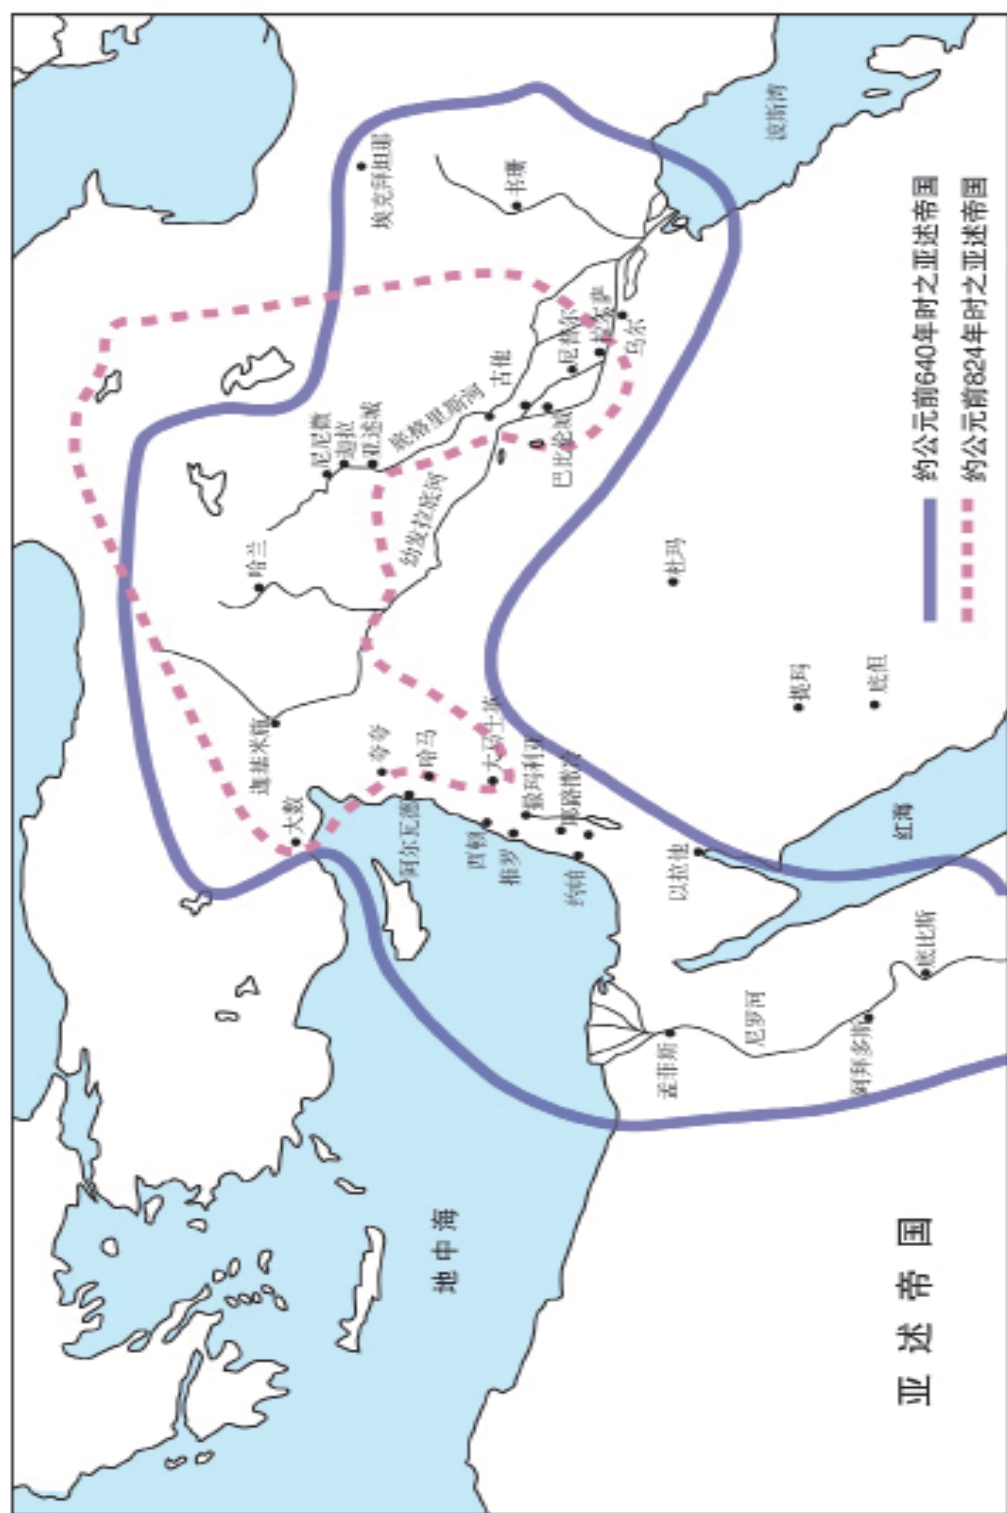 亚述帝国
约公元前640年时之亚述帝国
约公元前824年时之亚述帝国
地中海
红海
波斯湾
尼罗河
幼发拉底河
底格里斯河
大数
迦基米施
哈兰
尼尼微
迦拉
亚述城
埃克拜坦那
书珊
夸夸
哈马
阿尔瓦德
大马士革
西顿
推罗
撒玛利亚
耶路撒冷
约帕
以拉他
古他
巴比伦城
尼普尔
拉尔萨
乌尔
杜玛
提玛
底但
孟菲斯
阿拜多斯
底比斯